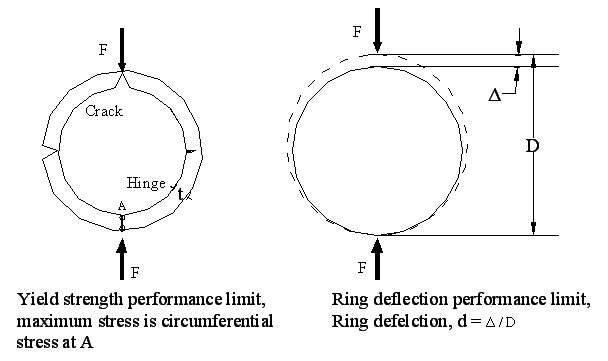 F
Crack
Hinge
t
A
F
Yield strength performance limit,
maximum stress is circumferential
stress at A
F
Δ
D
F
Ring deflection performance limit,
Ring defelction, d = Δ/D